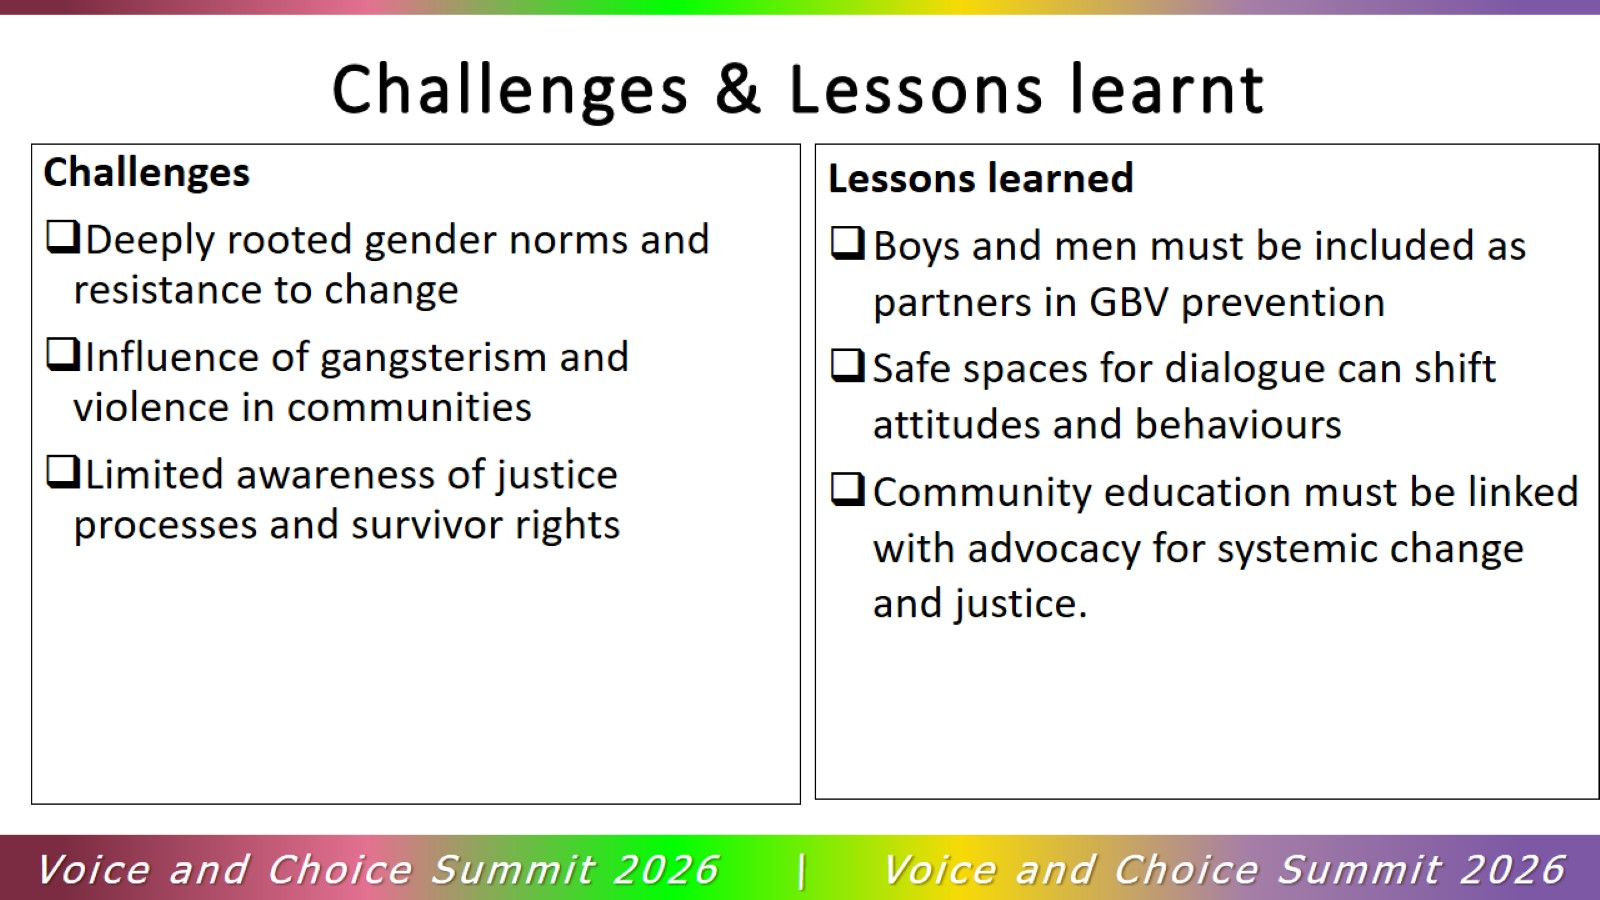 Challenges & Lessons learnt
Challenges
❑Deeply rooted gender norms and
resistance to change
❑Influence of gangsterism and
violence in communities
❑Limited awareness of justice
processes and survivor rights
Lessons learned
❑Boys and men must be included as
partners in GBV prevention
❑Safe spaces for dialogue can shift
attitudes and behaviours
❑Community education must be linked
with advocacy for systemic change
and justice.
Voice and Choice Summit 2026 | Voice and Choice Summit 2026